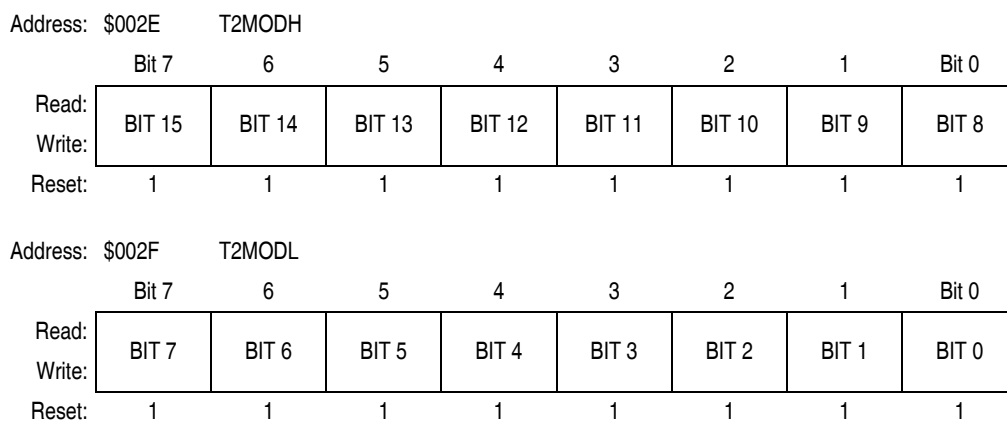 Address: $002E T2MODH
Bit 7 6 5 4 3 2 1 Bit 0
Read:
BIT 15 BIT 14 BIT 13 BIT 12 BIT 11 BIT 10 BIT 9 BIT 8
Write:
Reset: 1 1 1 1 1 1 1 1
Address: $002F T2MODL
Bit 7 6 5 4 3 2 1 Bit 0
Read:
BIT 7 BIT 6 BIT 5 BIT 4 BIT 3 BIT 2 BIT 1 BIT 0
Write:
Reset: 1 1 1 1 1 1 1 1